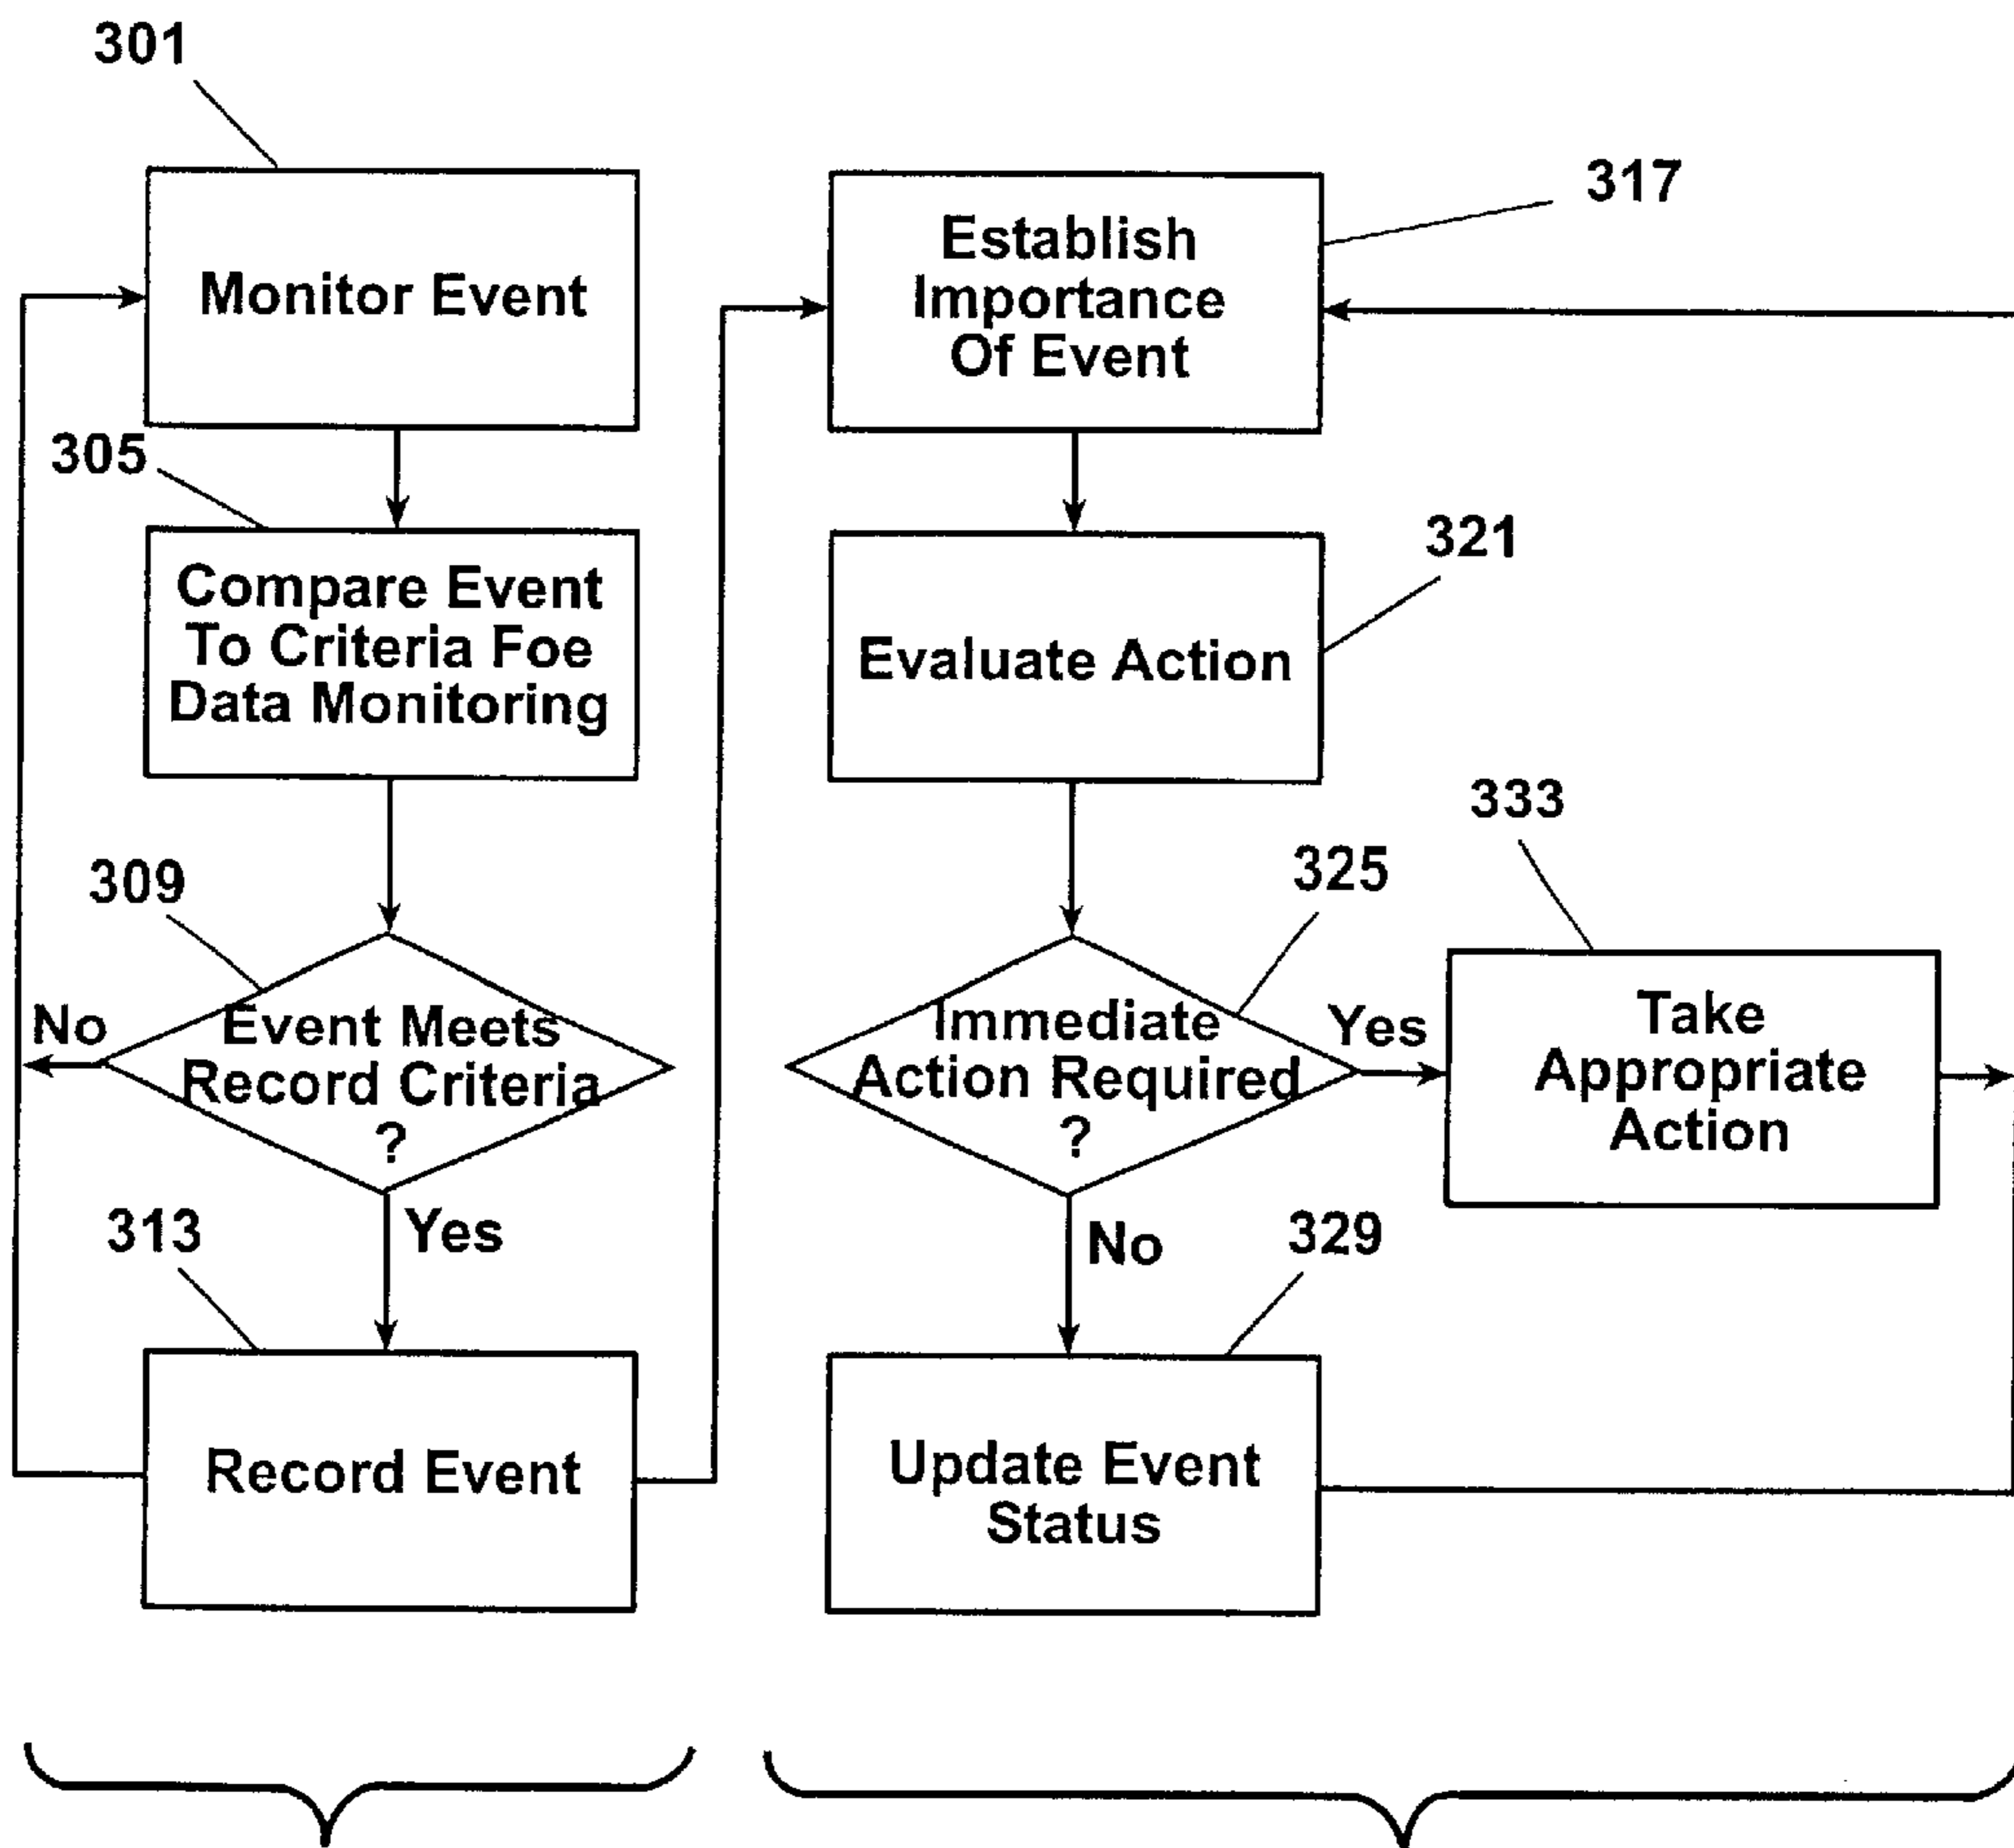 301
Monitor Event
305
Compare Event
To Criteria Foe
Data Monitoring
309
No
Event Meets
Record Criteria
?
Yes
313
Record Event
317
Establish
Importance
Of Event
321
Evaluate Action
325
Immediate
Action Required
?
Yes
333
Take
Appropriate
Action
No
329
Update Event
Status